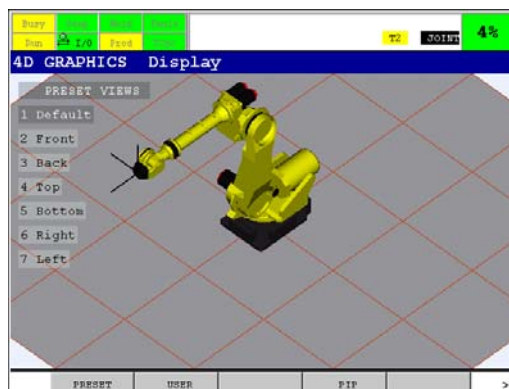 Busy Step Hold Fault
Run I/O Prod TCyc
T2 JOINT 4%
4D GRAPHICS Display
PRESET VIEWS
1 Default
2 Front
3 Back
4 Top
5 Bottom
6 Right
7 Left
PRESET USER PIP >